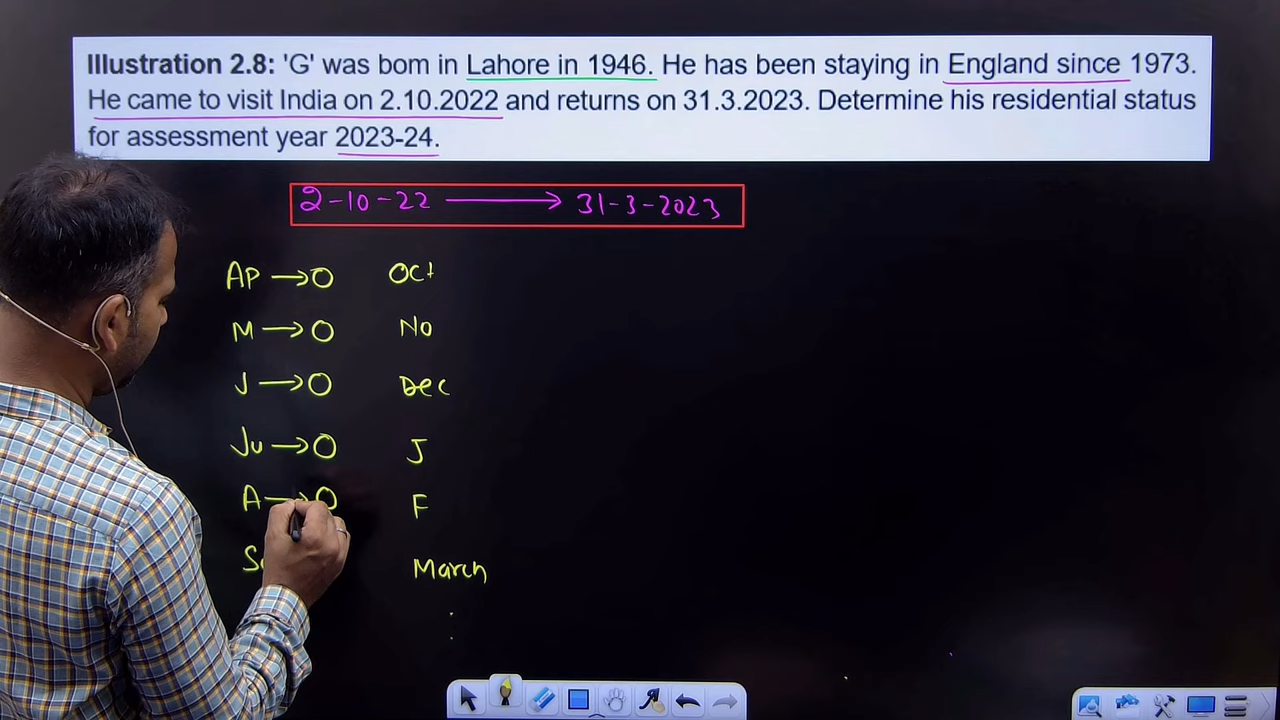 Illustration 2.8: 'G' was bom in Lahore in 1946. He has been staying in England since 1973.
He came to visit India on 2.10.2022 and returns on 31.3.2023. Determine his residential status
for assessment year 2023-24.
2-10-22 → 31-3-2023
AP → 0 Oct
M → 0 No
J → 0 Dec
Ju → 0 J
A → 0 F
March